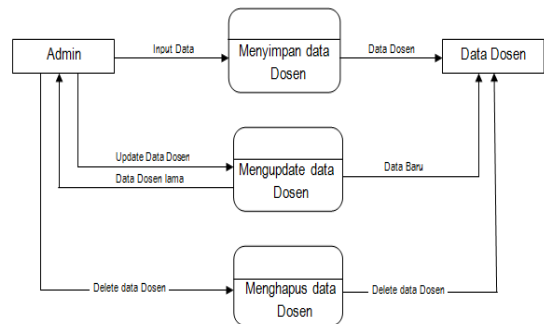 Admin
Input Data
Menyimpan data
Dosen
Data Dosen
Data Dosen
Update Data Dosen
Data Dosen lama
Mengupdate data
Dosen
Data Baru
Delete data Dosen
Menghapus data
Dosen
Delete data Dosen